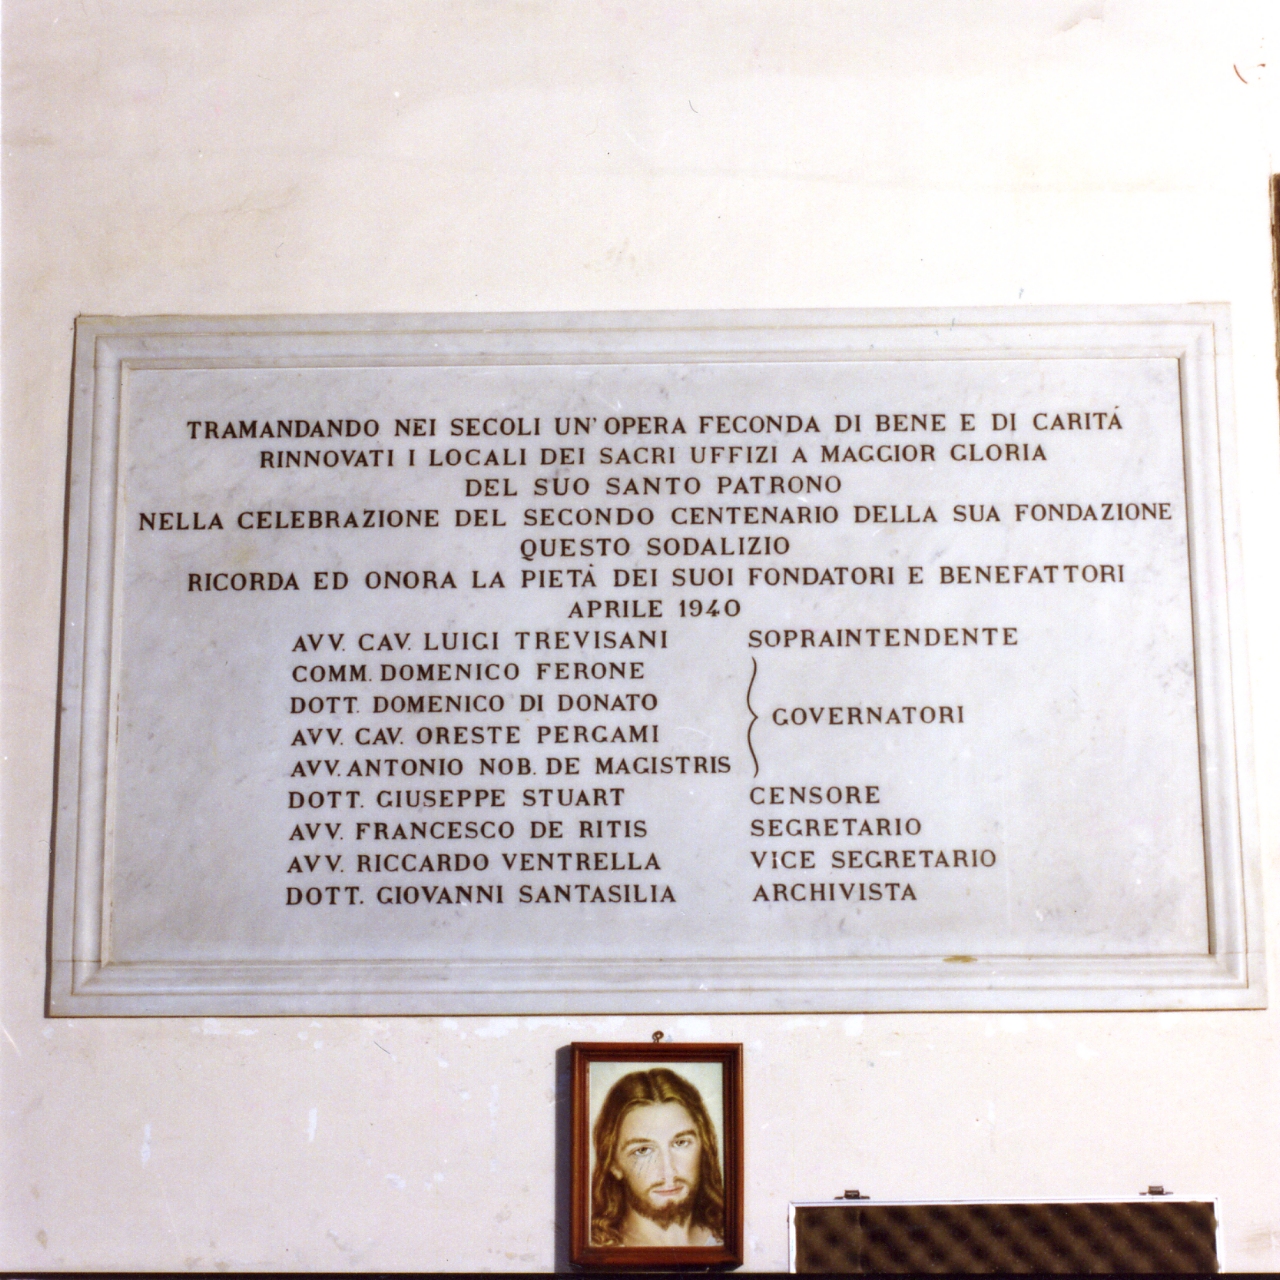 TRAMANDANDO NEI SECOLI UN' OPERA FECONDA DI BENE E DI CARITÁ
RINNOVATI I LOCALI DEI SACRI UFFIZI A MAGGIOR GLORIA
DEL SUO SANTO PATRONO
NELLA CELEBRAZIONE DEL SECONDO CENTENARIO DELLA SUA FONDAZIONE
QUESTO SODALIZIO
RICORDA ED ONORA LA PIETÀ DEI SUOI FONDATORI E BENEFATTORI
APRILE 1940
AVV. CAV. LUIGI TREVISANI SOPRAINTENDENTE
COMM. DOMENICO FERONE
DOTT. DOMENICO DI DONATO
AVV. CAV. ORESTE PERGAMI
AVV. ANTONIO NOB. DE MAGISTRIS
GOVERNATORI
DOTT. GIUSEPPE STUART CENSORE
AVV. FRANCESCO DE RITIS SEGRETARIO
AVV. RICCARDO VENTRELLA VICE SEGRETARIO
DOTT. GIOVANNI SANTASILIA ARCHIVISTA